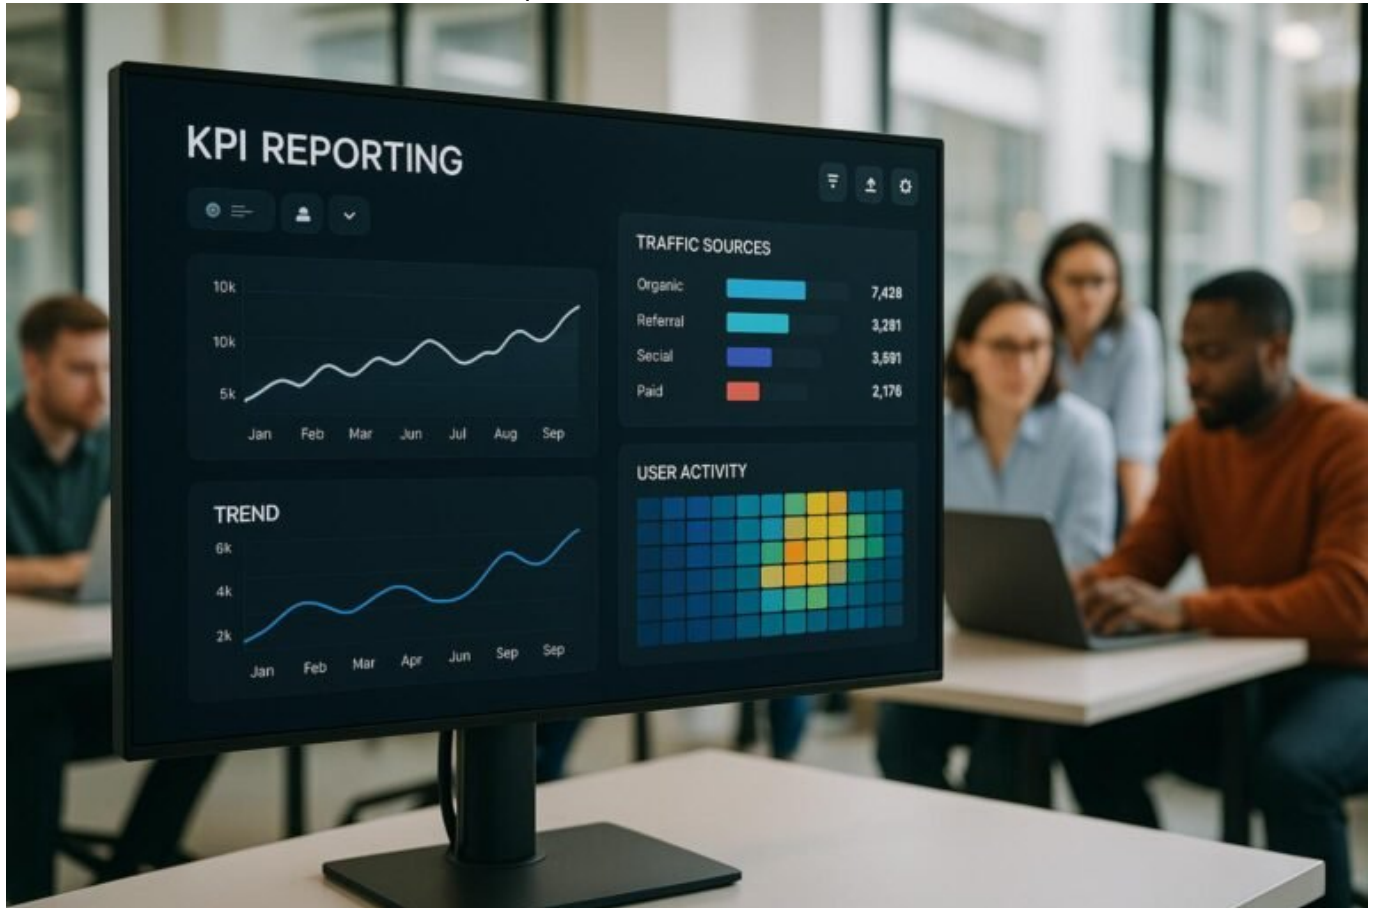 KPI REPORTING
10k
10k
5k
Jan Feb Mar Jun Jul Aug Sep
TREND
6k
4k
2k
Jan Feb Mar Apr Jun Sep Sep
TRAFFIC SOURCES
Organic 7,428
Referral 3,281
Secial 3,591
Paid 2,176
USER ACTIVITY